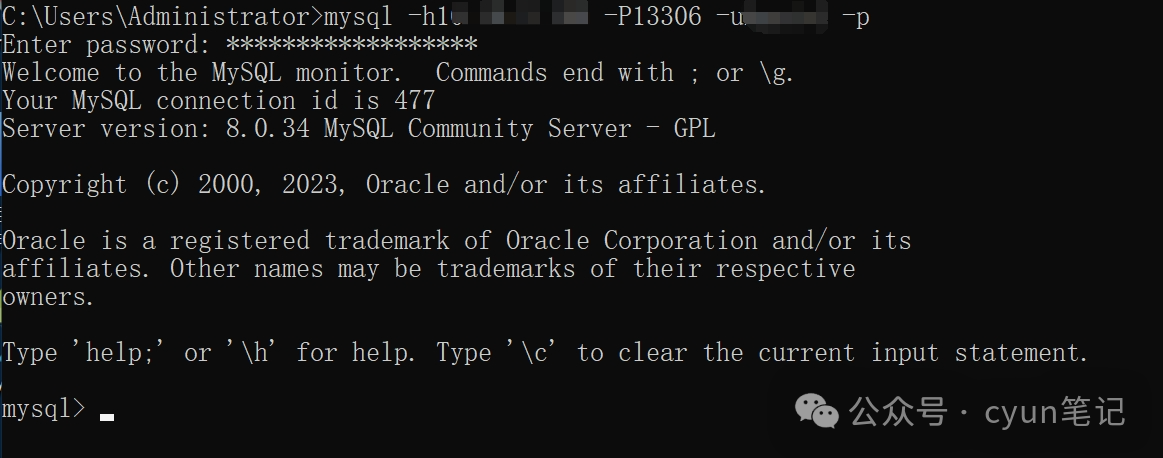 C:\Users\Administrator>mysql -h1 -P13306 -u -p
Enter password: ******************
Welcome to the MySQL monitor.  Commands end with ; or \g.
Your MySQL connection id is 477
Server version: 8.0.34 MySQL Community Server - GPL
Copyright (c) 2000, 2023, Oracle and/or its affiliates.
Oracle is a registered trademark of Oracle Corporation and/or its
affiliates. Other names may be trademarks of their respective
owners.
Type 'help;' or '\h' for help. Type '\c' to clear the current input statement.
mysql>
公众号 · cyun笔记